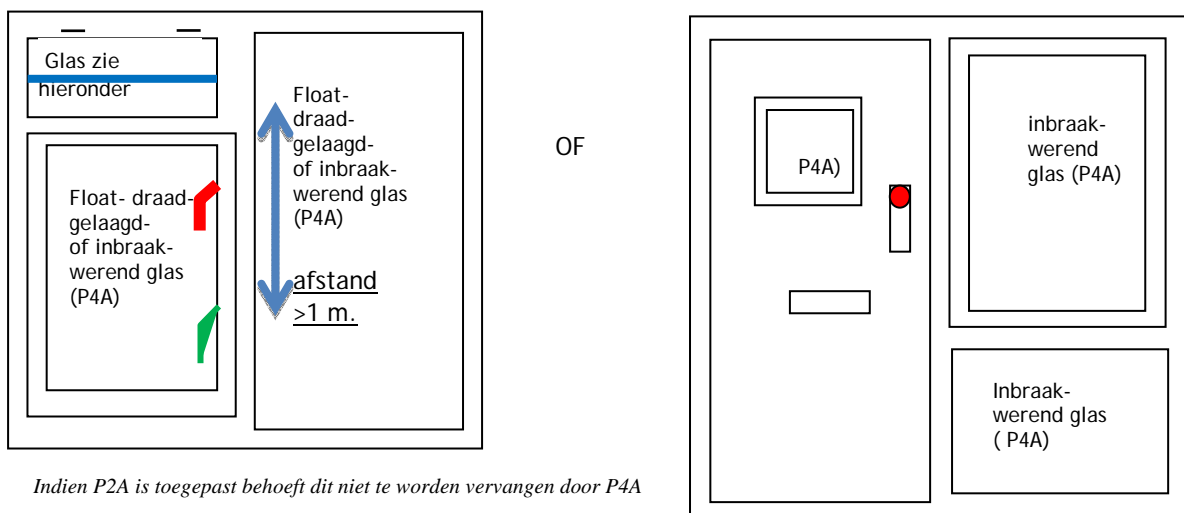 Glas zie
hieronder
Float- draad-
gelaagd-
of inbraak-
werend glas
(P4A)
Float-
draad-
gelaagd-
of inbraak-
werend glas
(P4A)
afstand
>1 m.
OF
P4A)
inbraak-
werend
glas (P4A)
Inbraak-
werend glas
( P4A)
Indien P2A is toegepast behoeft dit niet te worden vervangen door P4A